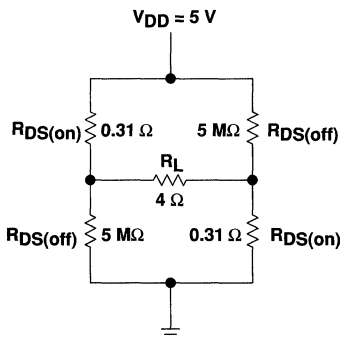 VDD = 5 V
RDS(on) 0.31 Ω 5 MΩ RDS(off)
RL
4 Ω
RDS(off) 5 MΩ 0.31 Ω RDS(on)